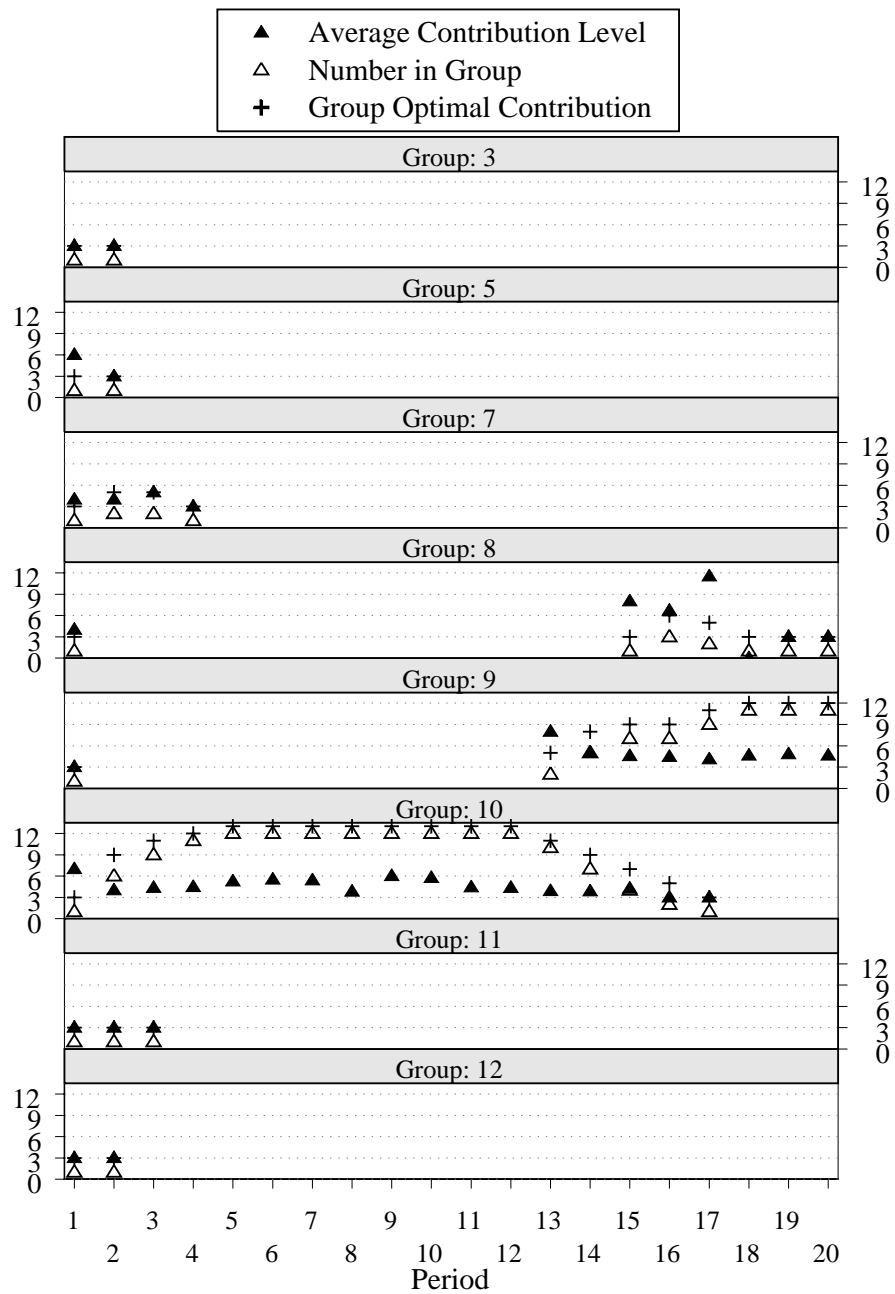 Average Contribution Level
Number in Group
Group Optimal Contribution
Group: 3
12
9
6
3
0
Group: 5
12
9
6
3
0
Group: 7
12
9
6
3
0
Group: 8
12
9
6
3
0
Group: 9
12
9
6
3
0
Group: 10
12
9
6
3
0
Group: 11
12
9
6
3
0
Group: 12
12
9
6
3
0
1 3 5 7 9 11 13 15 17 19
2 4 6 8 10 12 14 16 18 20
Period